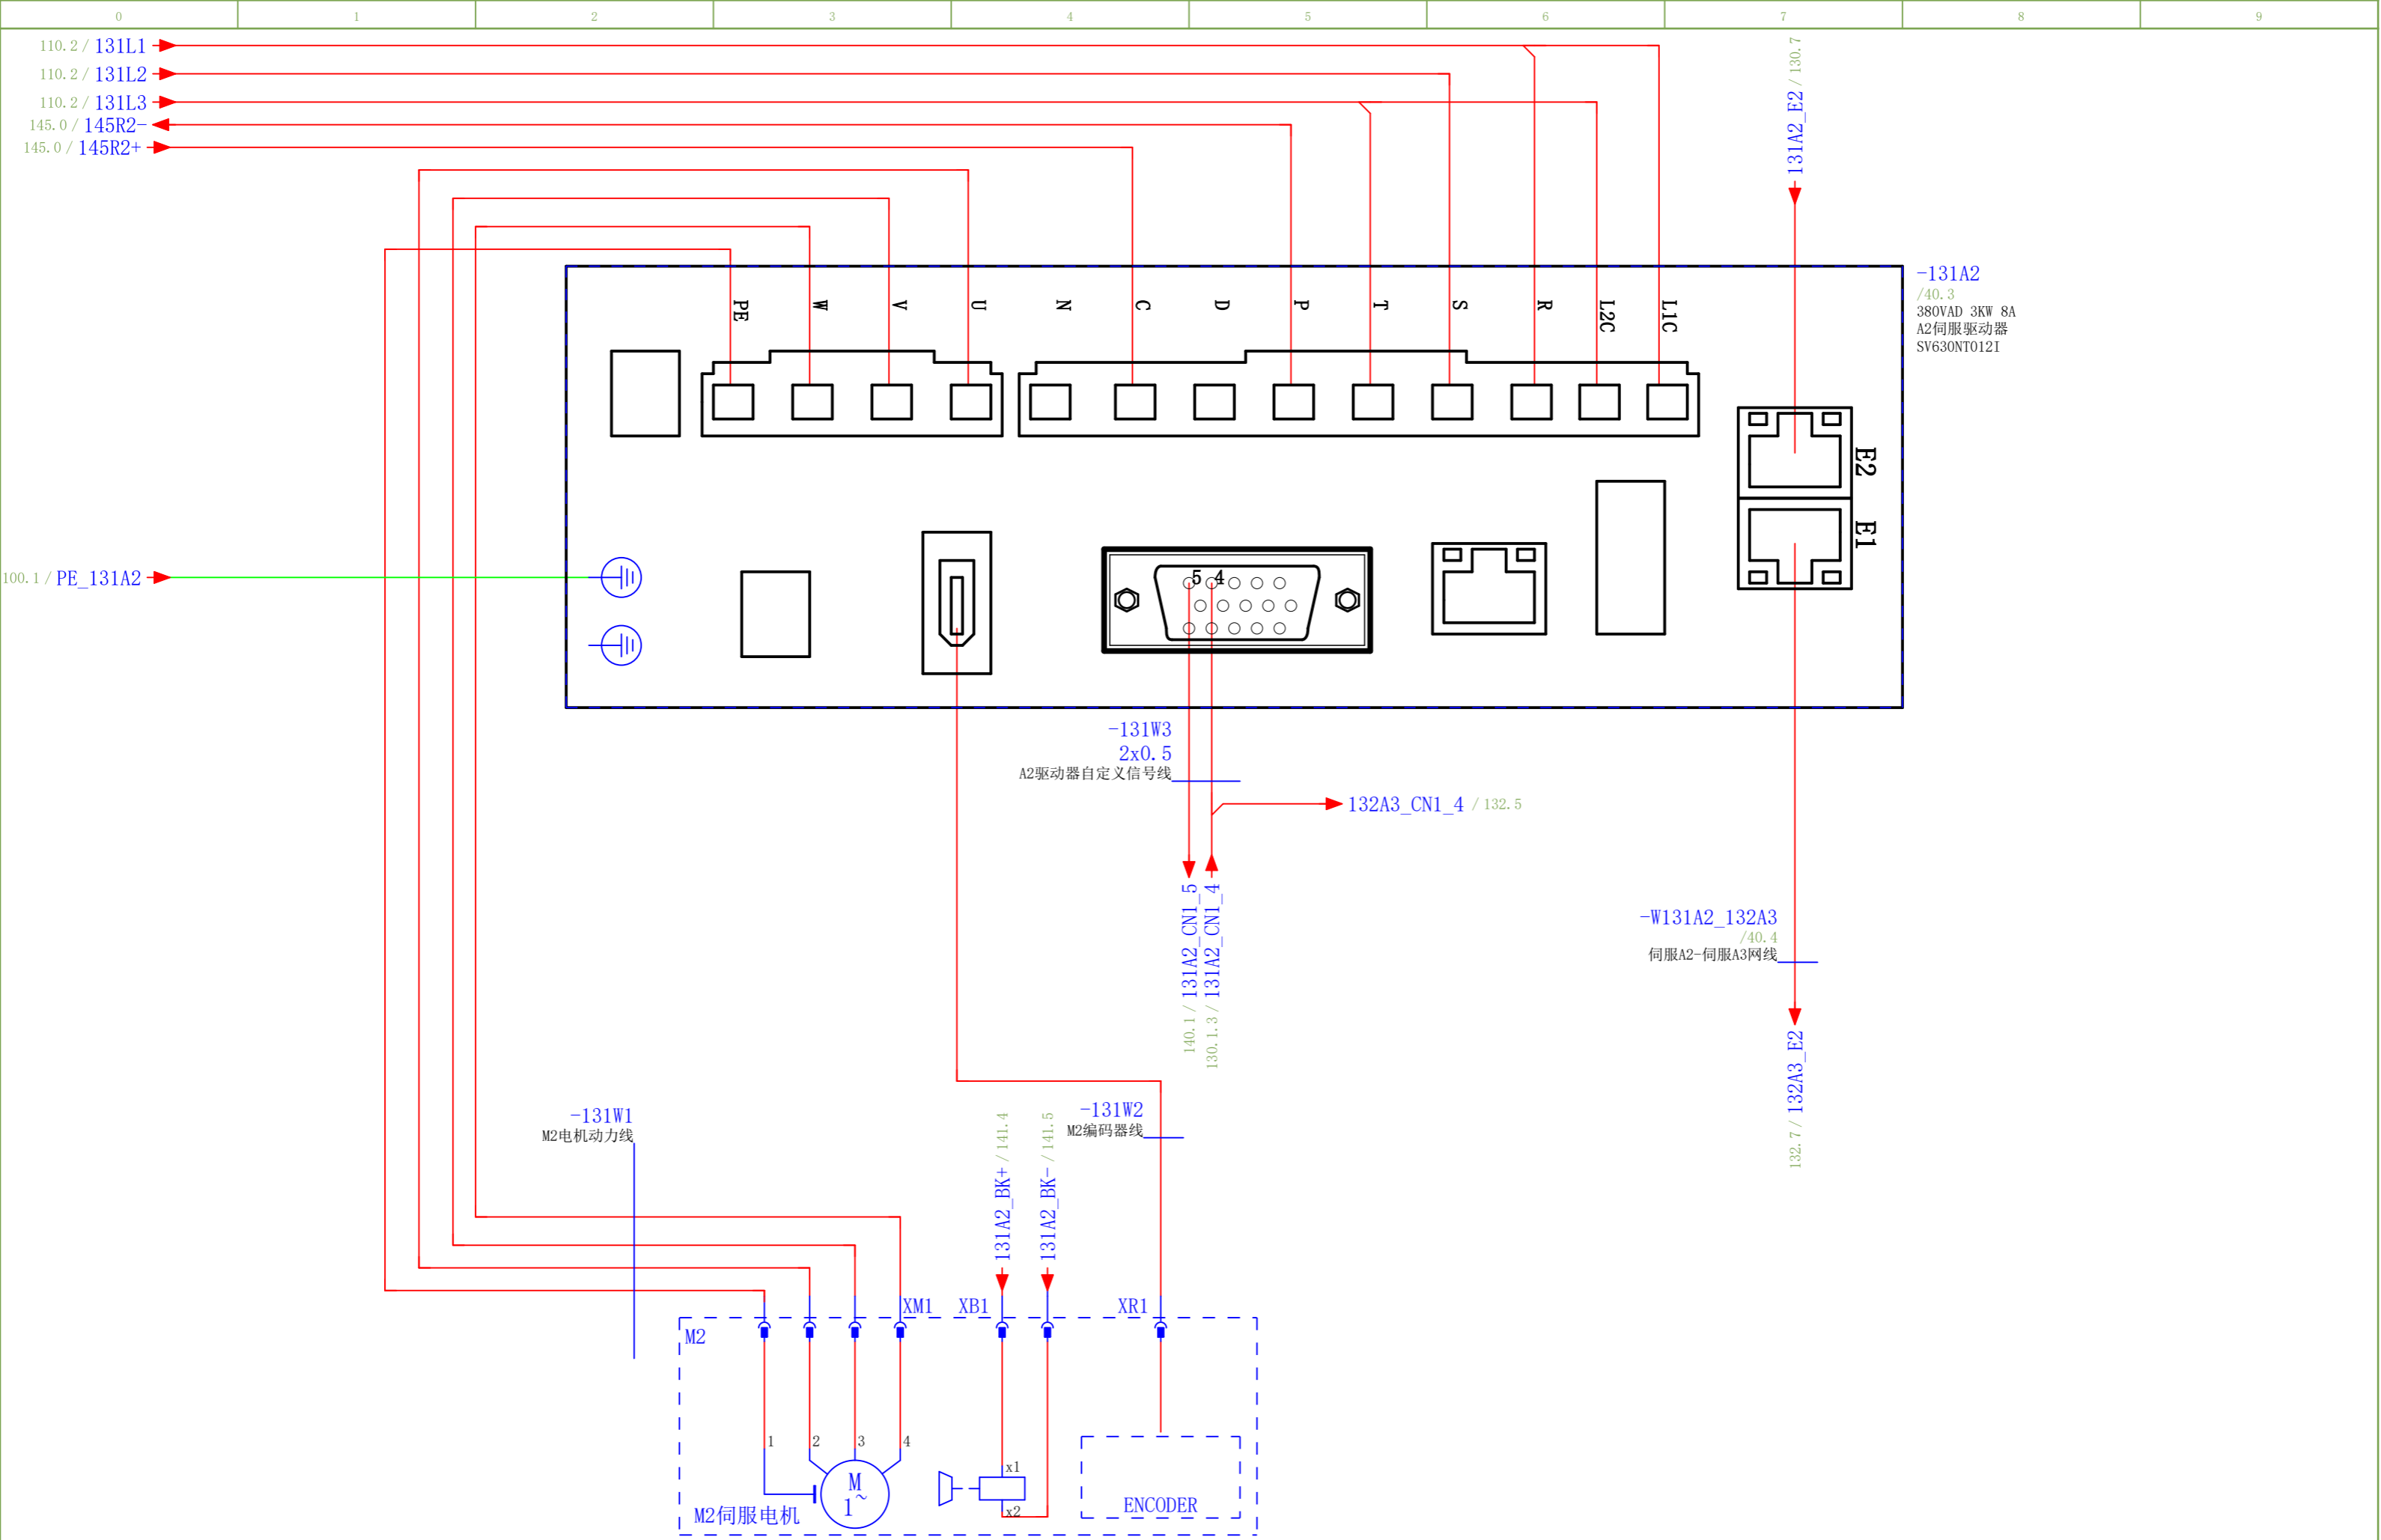 0 1 2 3 4 5 6 7 8 9
110.2 / 131L1
110.2 / 131L2
110.2 / 131L3
145.0 / 145R2-
145.0 / 145R2+
131A2_E2 / 130.7
-131A2
/40.3
380VAD 3KW 8A
A2伺服驱动器
SV630NT012I
PE W V U N C D P T S R L2C L1C
E2
E1
100.1 / PE_131A2
5 4
-131W3
2x0.5
A2驱动器自定义信号线
132A3_CN1_4 / 132.5
140.1 / 131A2_CN1_5
130.1.3 / 131A2_CN1_4
-W131A2_132A3
/40.4
伺服A2-伺服A3网线
132.7 / 132A3_E2
-131W1
M2电机动力线
131A2_BK+ / 141.4
131A2_BK- / 141.5
-131W2
M2编码器线
XM1 XB1 XR1
M2
1 2 3 4
M
1~
x1
x2
ENCODER
M2伺服电机